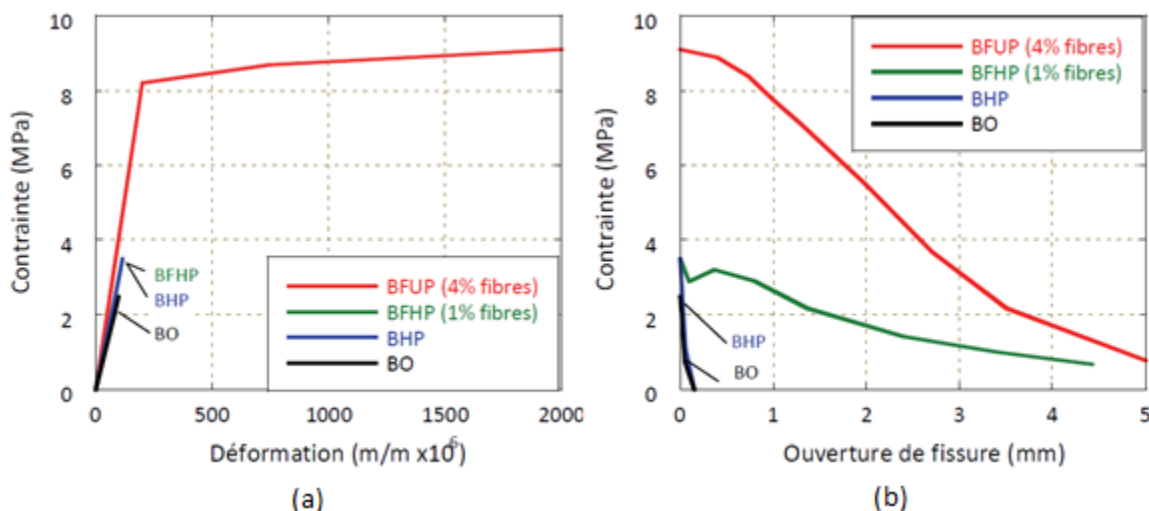 10
8
6
4
2
0
Contrainte (MPa)
BFHP
BHP
BO
BFUP (4% fibres)
BFHP (1% fibres)
BHP
BO
0 500 1000 1500 2000
Déformation (m/m x10⁶)
(a)
10
8
6
4
2
0
Contrainte (MPa)
BFUP (4% fibres)
BFHP (1% fibres)
BHP
BO
BHP
BO
0 1 2 3 4 5
Ouverture de fissure (mm)
(b)